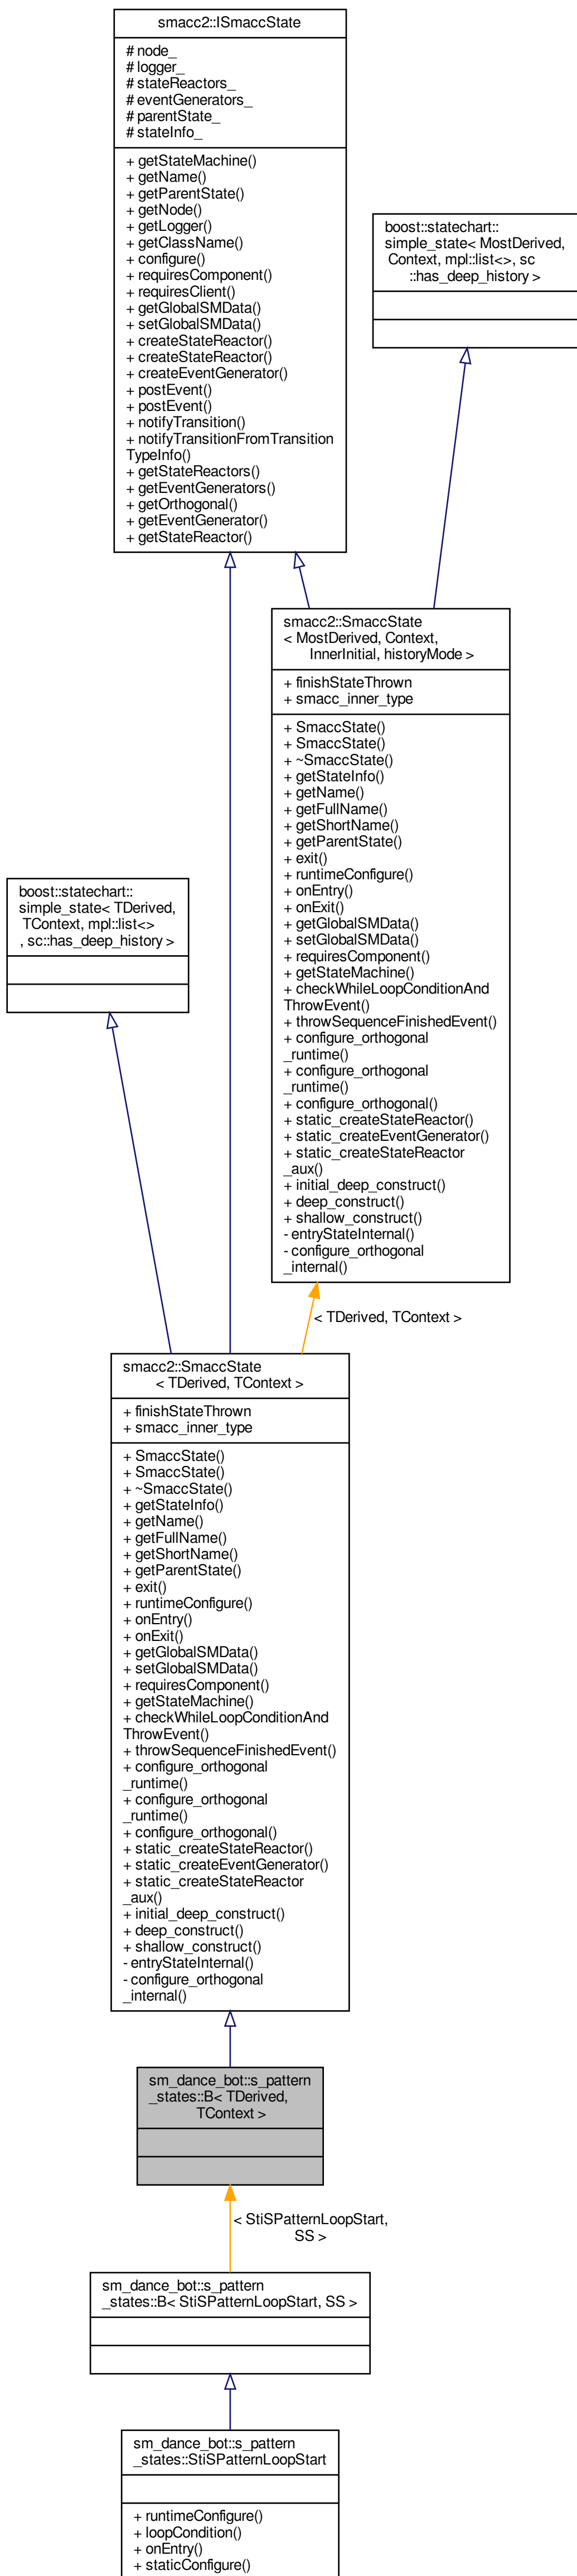 smacc2::ISmaccState
# node_
# logger_
# stateReactors_
# eventGenerators_
# parentState_
# stateInfo_
+ getStateMachine()
+ getName()
+ getParentState()
+ getNode()
+ getLogger()
+ getClassName()
+ configure()
+ requiresComponent()
+ requiresClient()
+ getGlobalSMData()
+ setGlobalSMData()
+ createStateReactor()
+ createStateReactor()
+ createEventGenerator()
+ postEvent()
+ postEvent()
+ notifyTransition()
+ notifyTransitionFromTransition
TypeInfo()
+ getStateReactors()
+ getEventGenerators()
+ getOrthogonal()
+ getEventGenerator()
+ getStateReactor()
boost::statechart::
simple_state< MostDerived,
Context, mpl::list<>, sc
::has_deep_history >
smacc2::SmaccState
< MostDerived, Context,
InnerInitial, historyMode >
+ finishStateThrown
+ smacc_inner_type
+ SmaccState()
+ SmaccState()
+ ~SmaccState()
+ getStateInfo()
+ getName()
+ getFullName()
+ getShortName()
+ getParentState()
+ exit()
+ runtimeConfigure()
+ onEntry()
+ onExit()
+ getGlobalSMData()
+ setGlobalSMData()
+ requiresComponent()
+ getStateMachine()
+ checkWhileLoopConditionAnd
ThrowEvent()
+ throwSequenceFinishedEvent()
+ configure_orthogonal
_runtime()
+ configure_orthogonal
_runtime()
+ configure_orthogonal()
+ static_createStateReactor()
+ static_createEventGenerator()
+ static_createStateReactor
_aux()
+ initial_deep_construct()
+ deep_construct()
+ shallow_construct()
- entryStateInternal()
- configure_orthogonal
_internal()
boost::statechart::
simple_state< TDerived,
TContext, mpl::list<>
, sc::has_deep_history >
< TDerived, TContext >
smacc2::SmaccState
< TDerived, TContext >
+ finishStateThrown
+ smacc_inner_type
+ SmaccState()
+ SmaccState()
+ ~SmaccState()
+ getStateInfo()
+ getName()
+ getFullName()
+ getShortName()
+ getParentState()
+ exit()
+ runtimeConfigure()
+ onEntry()
+ onExit()
+ getGlobalSMData()
+ setGlobalSMData()
+ requiresComponent()
+ getStateMachine()
+ checkWhileLoopConditionAnd
ThrowEvent()
+ throwSequenceFinishedEvent()
+ configure_orthogonal
_runtime()
+ configure_orthogonal
_runtime()
+ configure_orthogonal()
+ static_createStateReactor()
+ static_createEventGenerator()
+ static_createStateReactor
_aux()
+ initial_deep_construct()
+ deep_construct()
+ shallow_construct()
- entryStateInternal()
- configure_orthogonal
_internal()
sm_dance_bot::s_pattern
_states::B< TDerived,
TContext >
< StiSPatternLoopStart,
SS >
sm_dance_bot::s_pattern
_states::B< StiSPatternLoopStart, SS >
sm_dance_bot::s_pattern
_states::StiSPatternLoopStart
+ runtimeConfigure()
+ loopCondition()
+ onEntry()
+ staticConfigure()